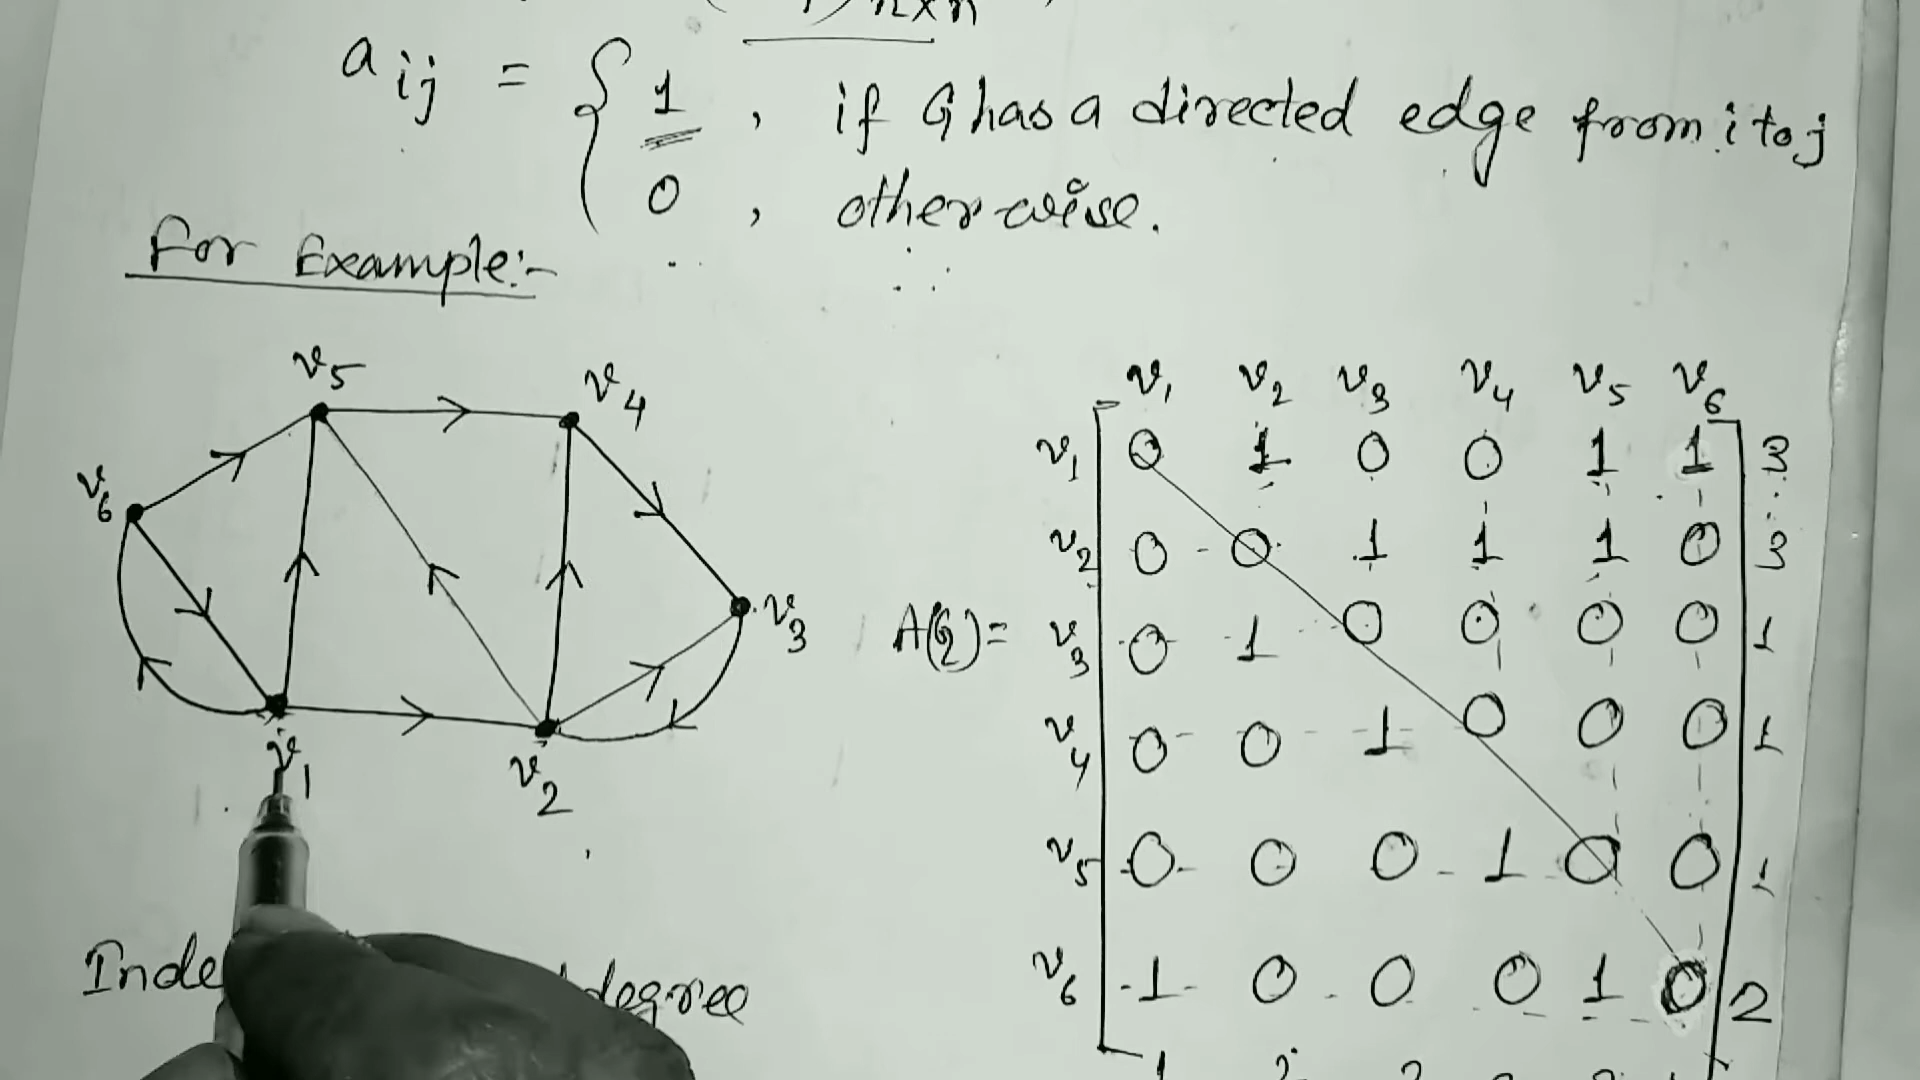 n×n
aij = { 1 , if G has a directed edge from i to j
0 , otherwise.
For Example:-
v5
v4
v6
v3
v1
v2
v1 v2 v3 v4 v5 v6
v1 0 1 0 0 1 1 3
v2 0 0 1 1 1 0 3
A(G)= v3 0 1 0 0 0 0 1
v4 0 0 1 0 0 0 1
v5 0 0 0 1 0 0 1
v6 1 0 0 0 1 0 2
degree